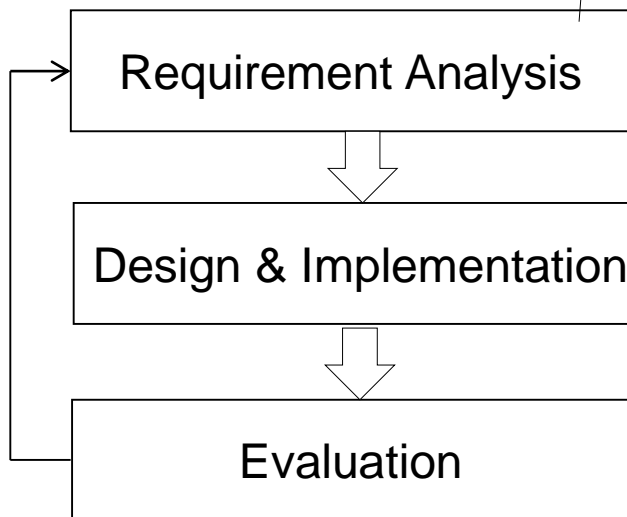 Requirement Analysis
Design & Implementation
Evaluation